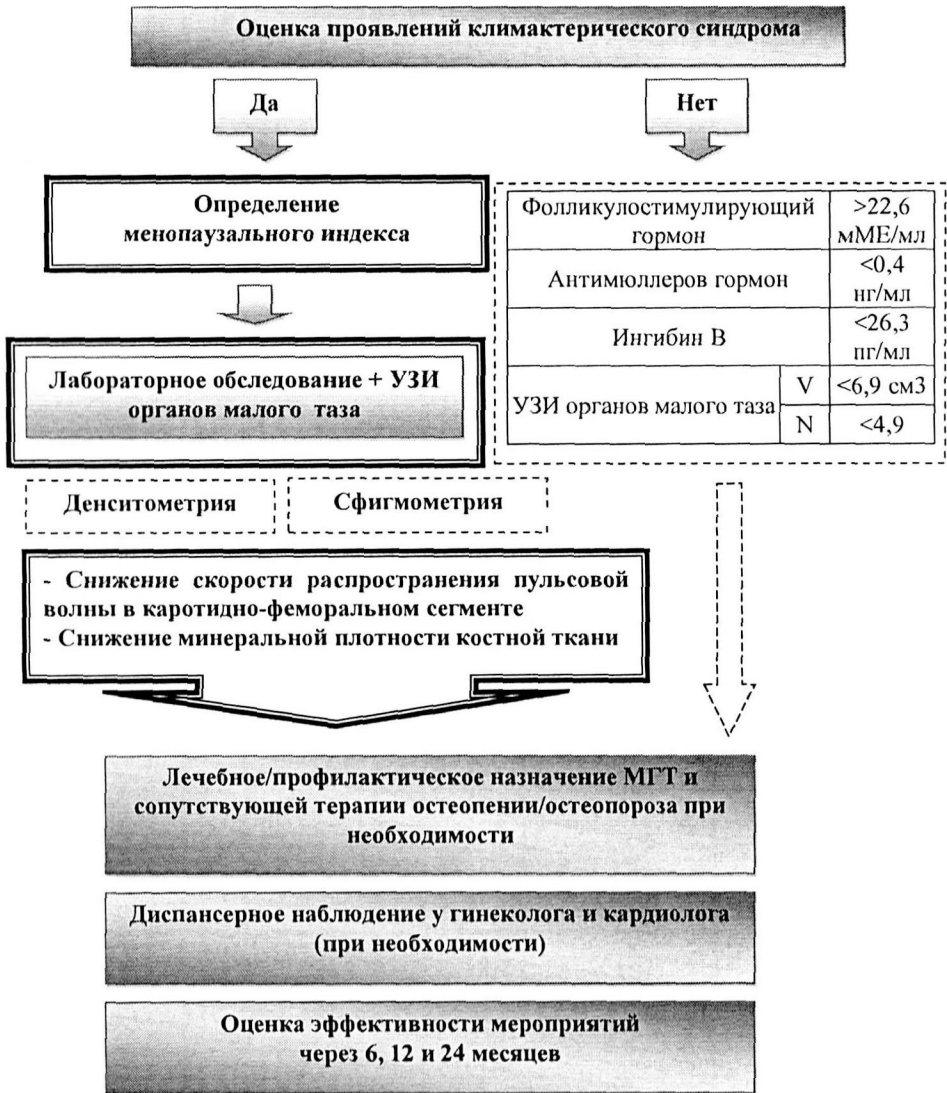 Оценка проявлений климактерического синдрома
Да
Нет
Определение
менопаузального индекса
Лабораторное обследование + УЗИ
органов малого таза
Денситометрия
Сфигмометрия
- Снижение скорости распространения пульсовой
волны в каротидно-феморальном сегменте
- Снижение минеральной плотности костной ткани
Фолликулостимулирующий
гормон
>22,6
мМЕ/мл
Антимюллеров гормон
<0,4
нг/мл
Ингибин В
<26,3
пг/мл
УЗИ органов малого таза
V
<6,9 см3
N
<4,9
Лечебное/профилактическое назначение МГТ и
сопутствующей терапии остеопении/остеопороза при
необходимости
Диспансерное наблюдение у гинеколога и кардиолога
(при необходимости)
Оценка эффективности мероприятий
через 6, 12 и 24 месяцев